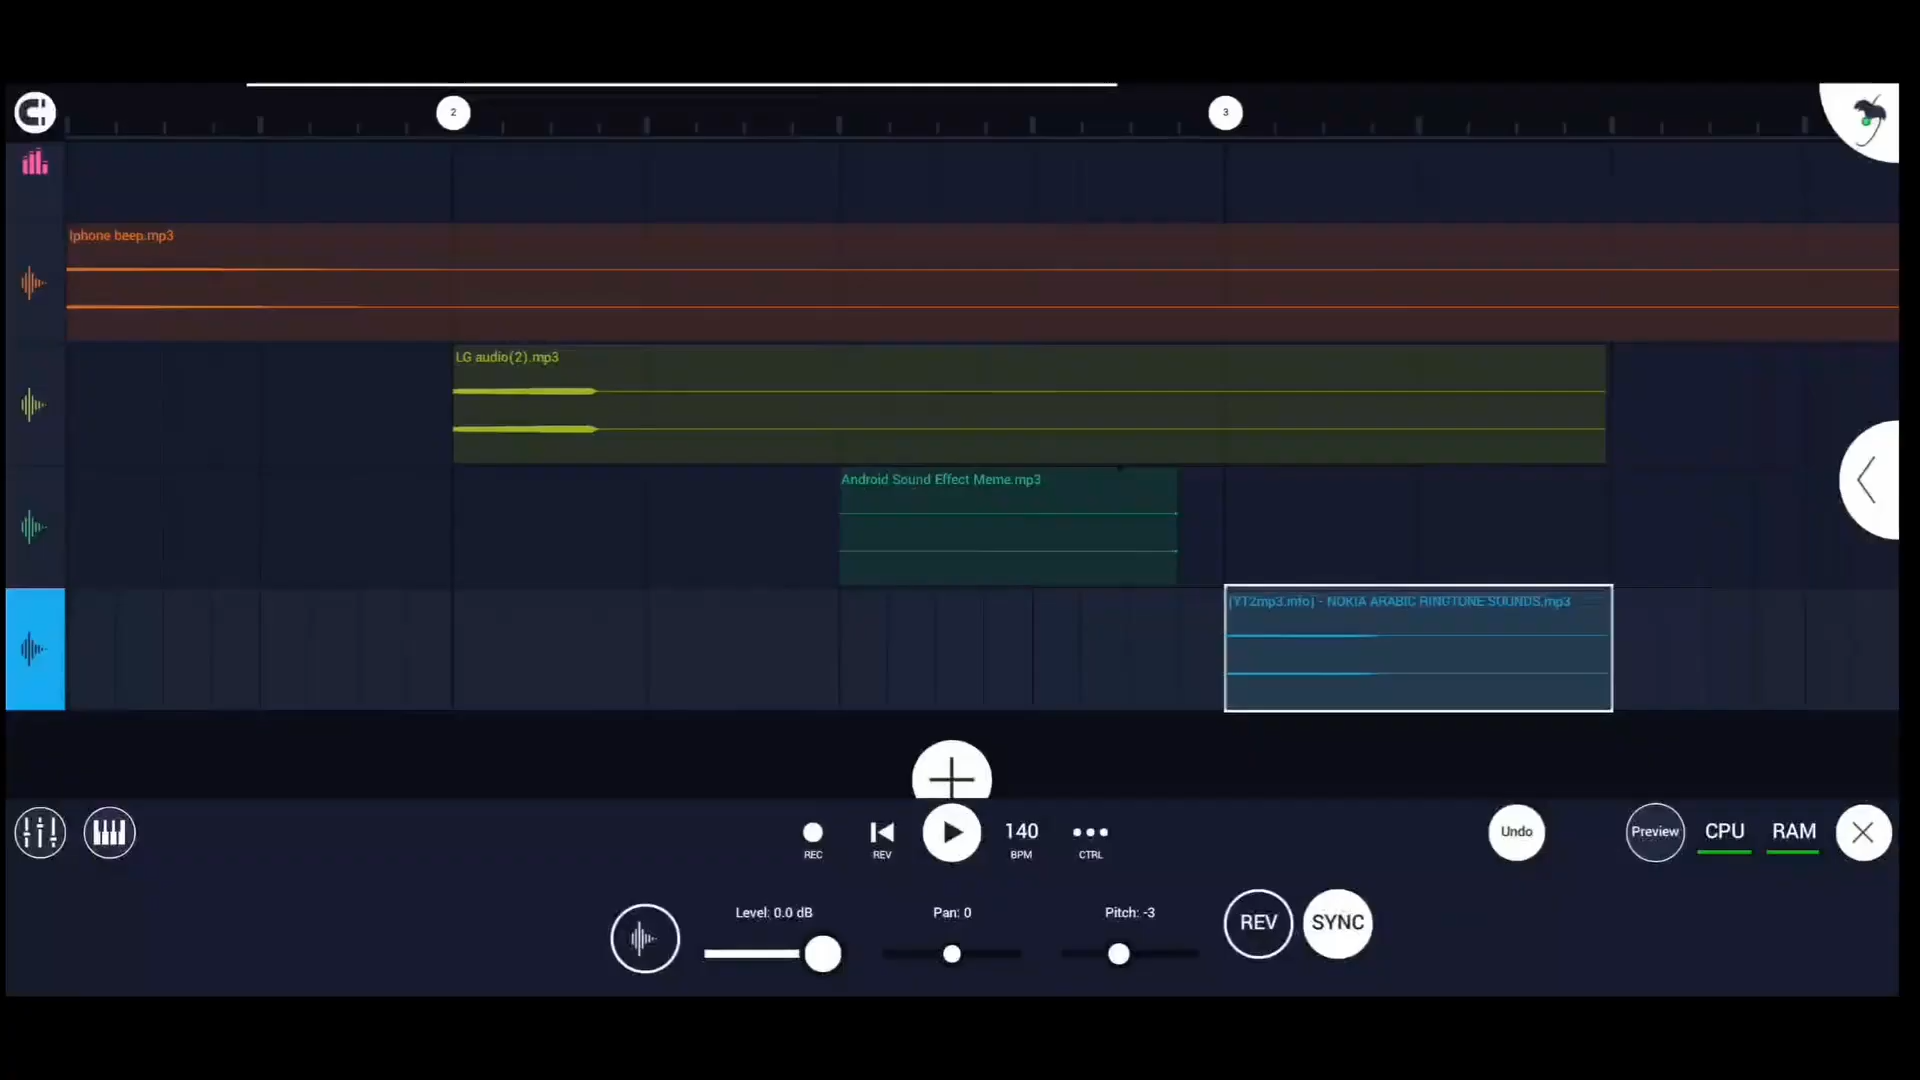 2
3
Iphone beep.mp3
LG audio(2).mp3
Android Sound Effect Meme.mp3
[YT2mp3.info] - NOKIA ARABIC RINGTONE SOUNDS.mp3
REC
REV
140
BPM
CTRL
Undo
Preview
CPU
RAM
Level: 0.0 dB
Pan: 0
Pitch: -3
REV
SYNC